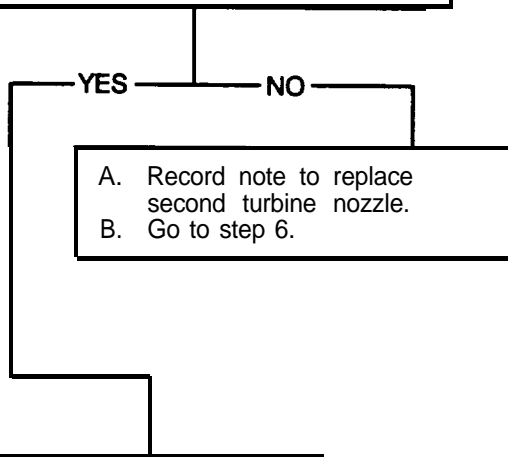 YES NO
A. Record note to replace
second turbine nozzle.
B. Go to step 6.